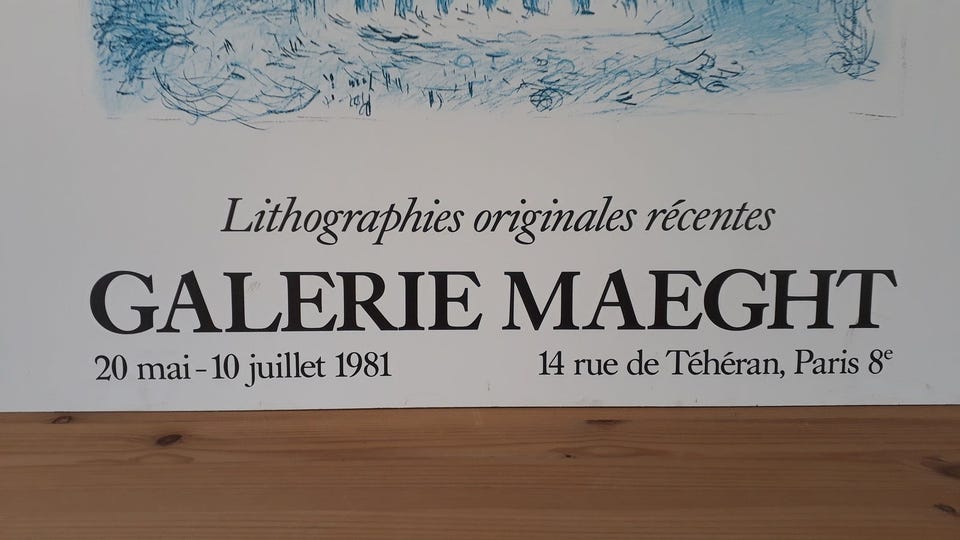 Lithographies originales récentes
GALERIE MAEGHT
20 mai-10 juillet 1981 14 rue de Téhéran, Paris 8e